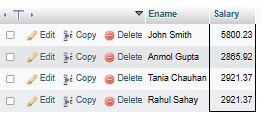 Ename Salary
Edit Copy Delete John Smith 5800.23
Edit Copy Delete Anmol Gupta 2865.92
Edit Copy Delete Tania Chauhan 2921.37
Edit Copy Delete Rahul Sahay 2921.37